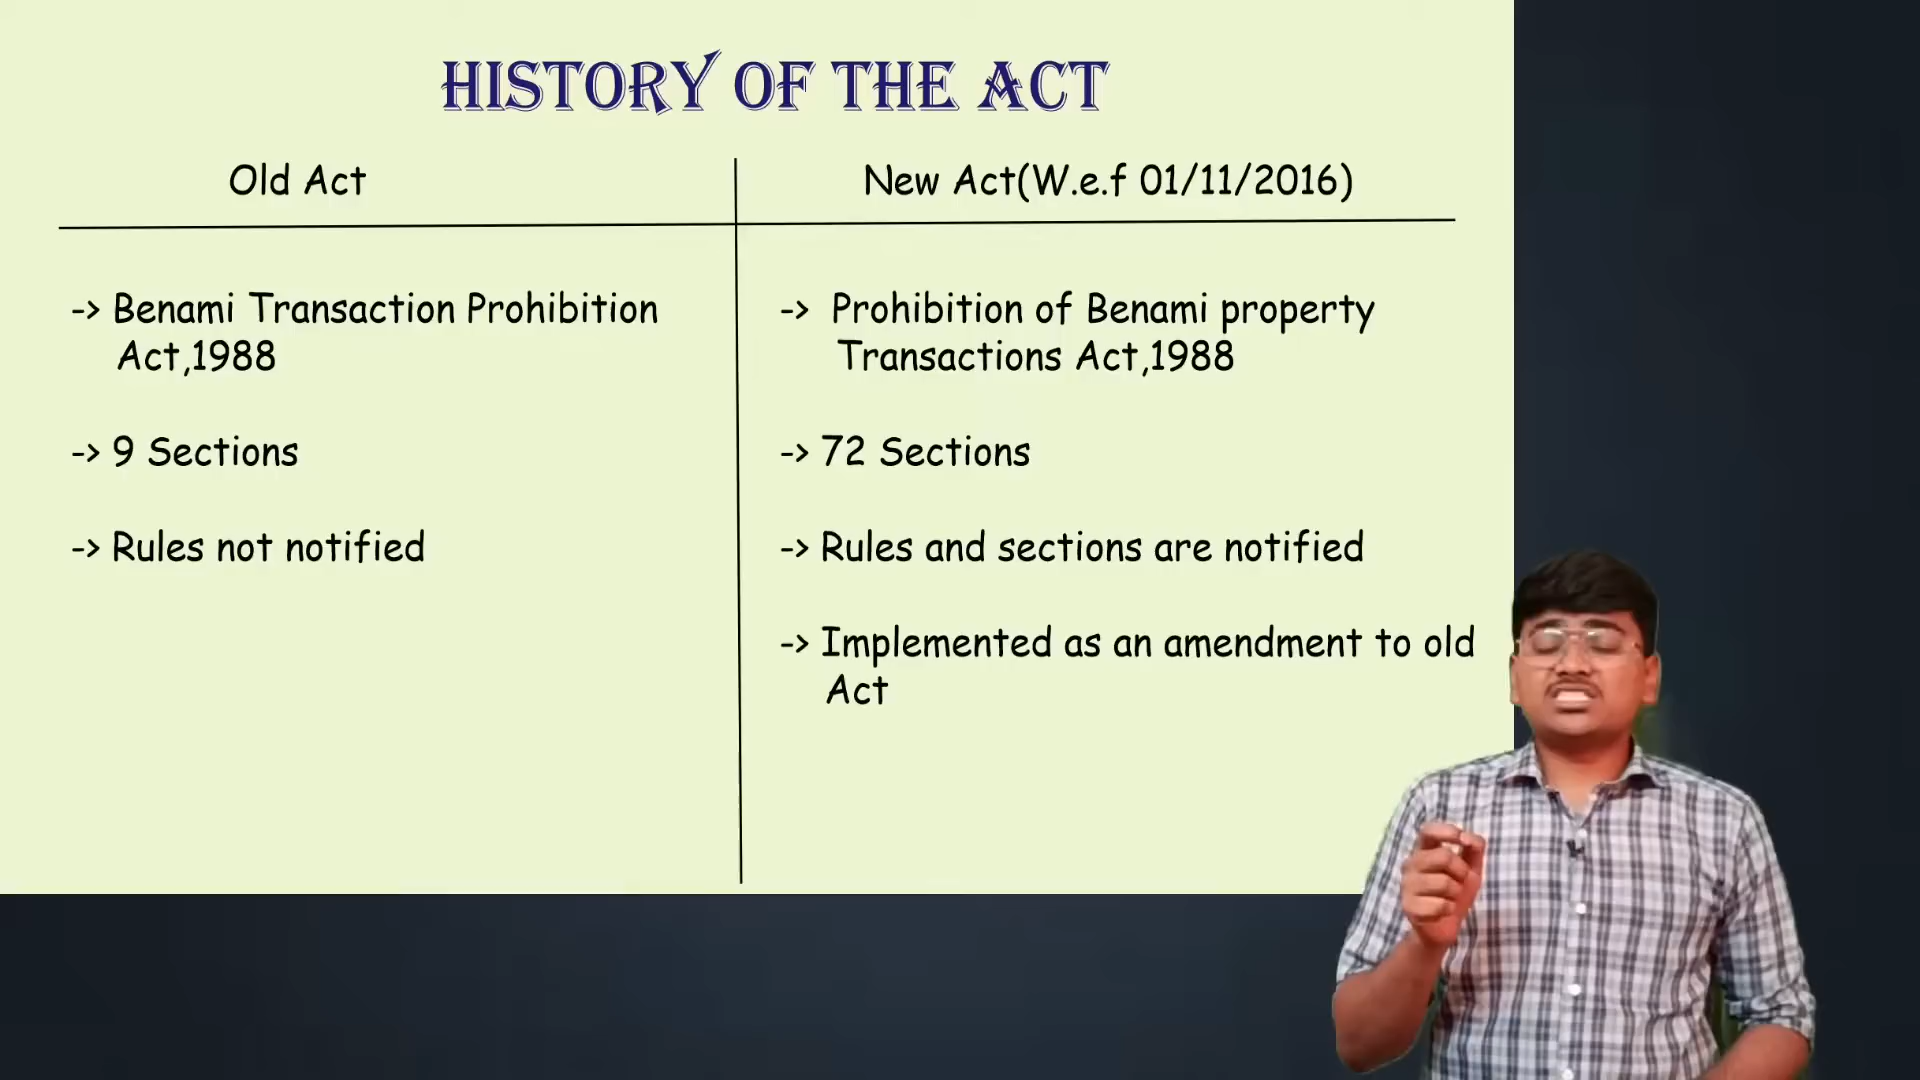 HISTORY OF THE ACT
Old Act
New Act(W.e.f 01/11/2016)
-> Benami Transaction Prohibition
Act,1988
-> 9 Sections
-> Rules not notified
-> Prohibition of Benami property
Transactions Act,1988
-> 72 Sections
-> Rules and sections are notified
-> Implemented as an amendment to old
Act